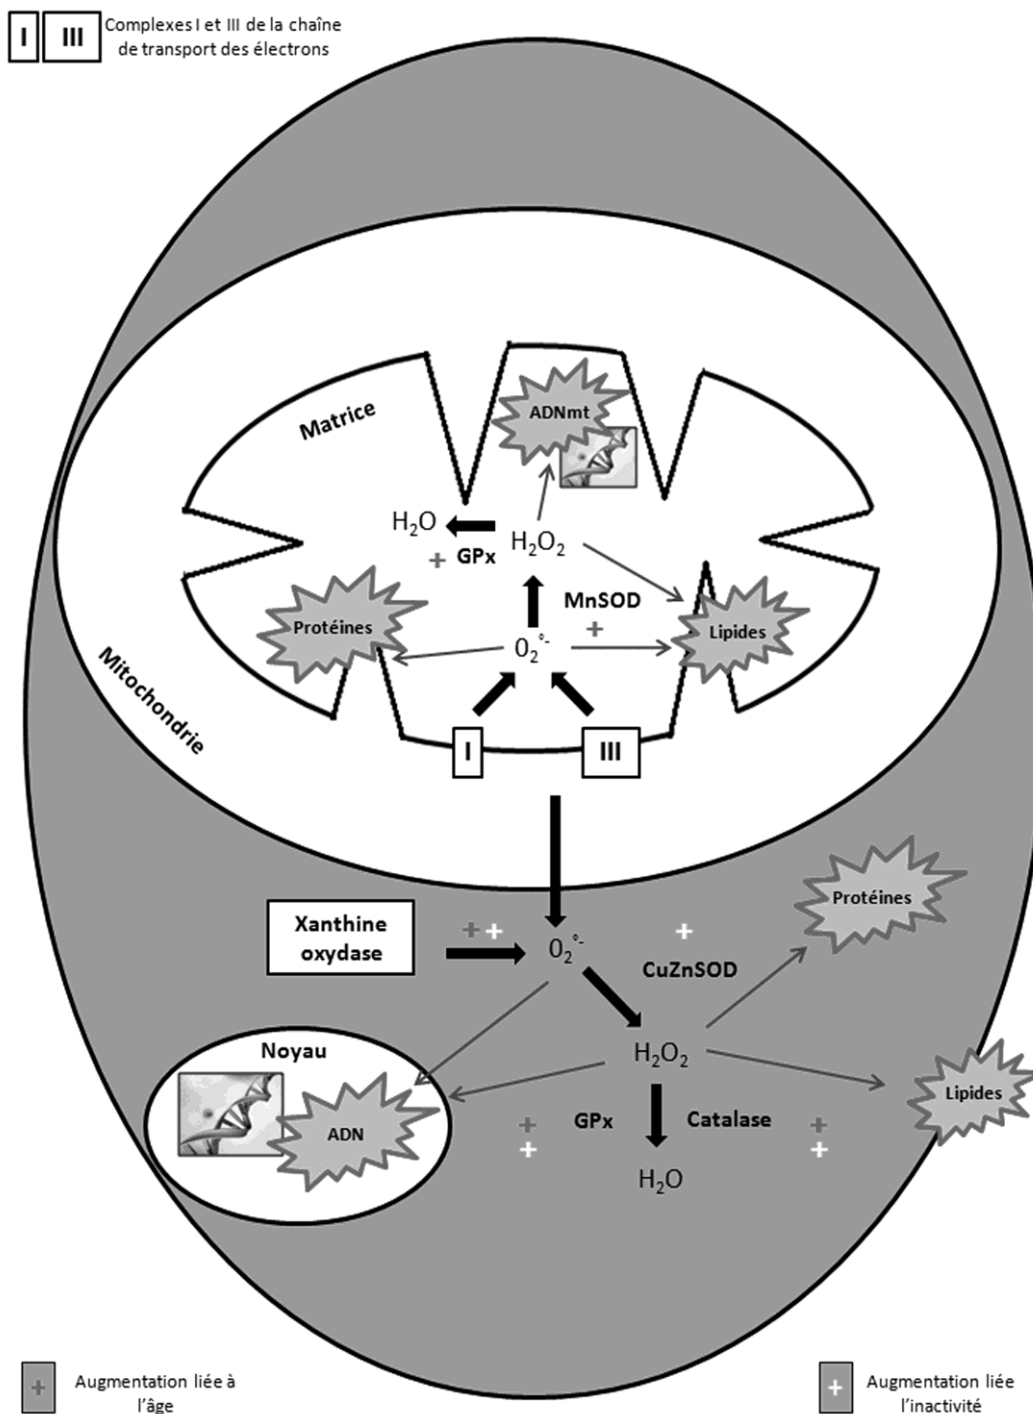 I III Complexes I et III de la chaîne
de transport des électrons
Matrice
ADNmt
H₂O
H₂O₂
+ GPx
MnSOD
+
Protéines
O₂°-
Lipides
Mitochondrie
I
III
Protéines
Xanthine
oxydase
+ +
O₂°-
+
CuZnSOD
Noyau
H₂O₂
Lipides
ADN
GPx
Catalase
+ +
+ +
H₂O
+ Augmentation liée à
l'âge
+ Augmentation liée
l'inactivité